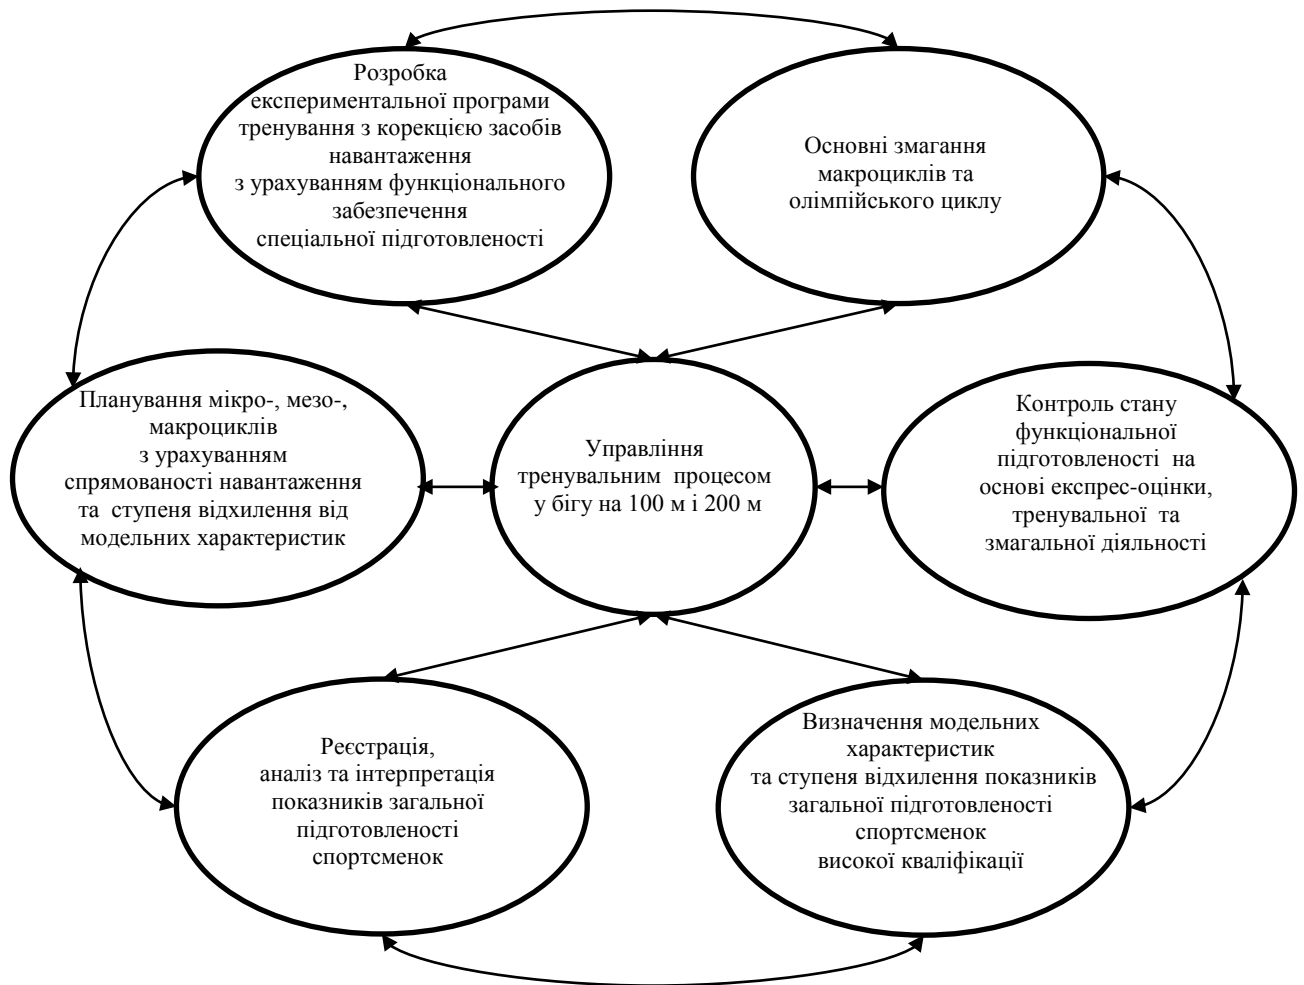 Розробка
експериментальної програми
тренування з корекцією засобів
навантаження
з урахуванням функціонального
забезпечення
спеціальної підготовленості
Основні змагання
макроциклів та
олімпійського циклу
Планування мікро-, мезо-,
макроциклів
з урахуванням
спрямованості навантаження
та ступеня відхилення від
модельних характеристик
Управління
тренувальним процесом
у бігу на 100 м і 200 м
Контроль стану
функціональної
підготовленості на
основі експрес-оцінки,
тренувальної та
змагальної діяльності
Реєстрація,
аналіз та інтерпретація
показників загальної
підготовленості
спортсменок
Визначення модельних
характеристик
та ступеня відхилення показників
загальної підготовленості
спортсменок
високої кваліфікації